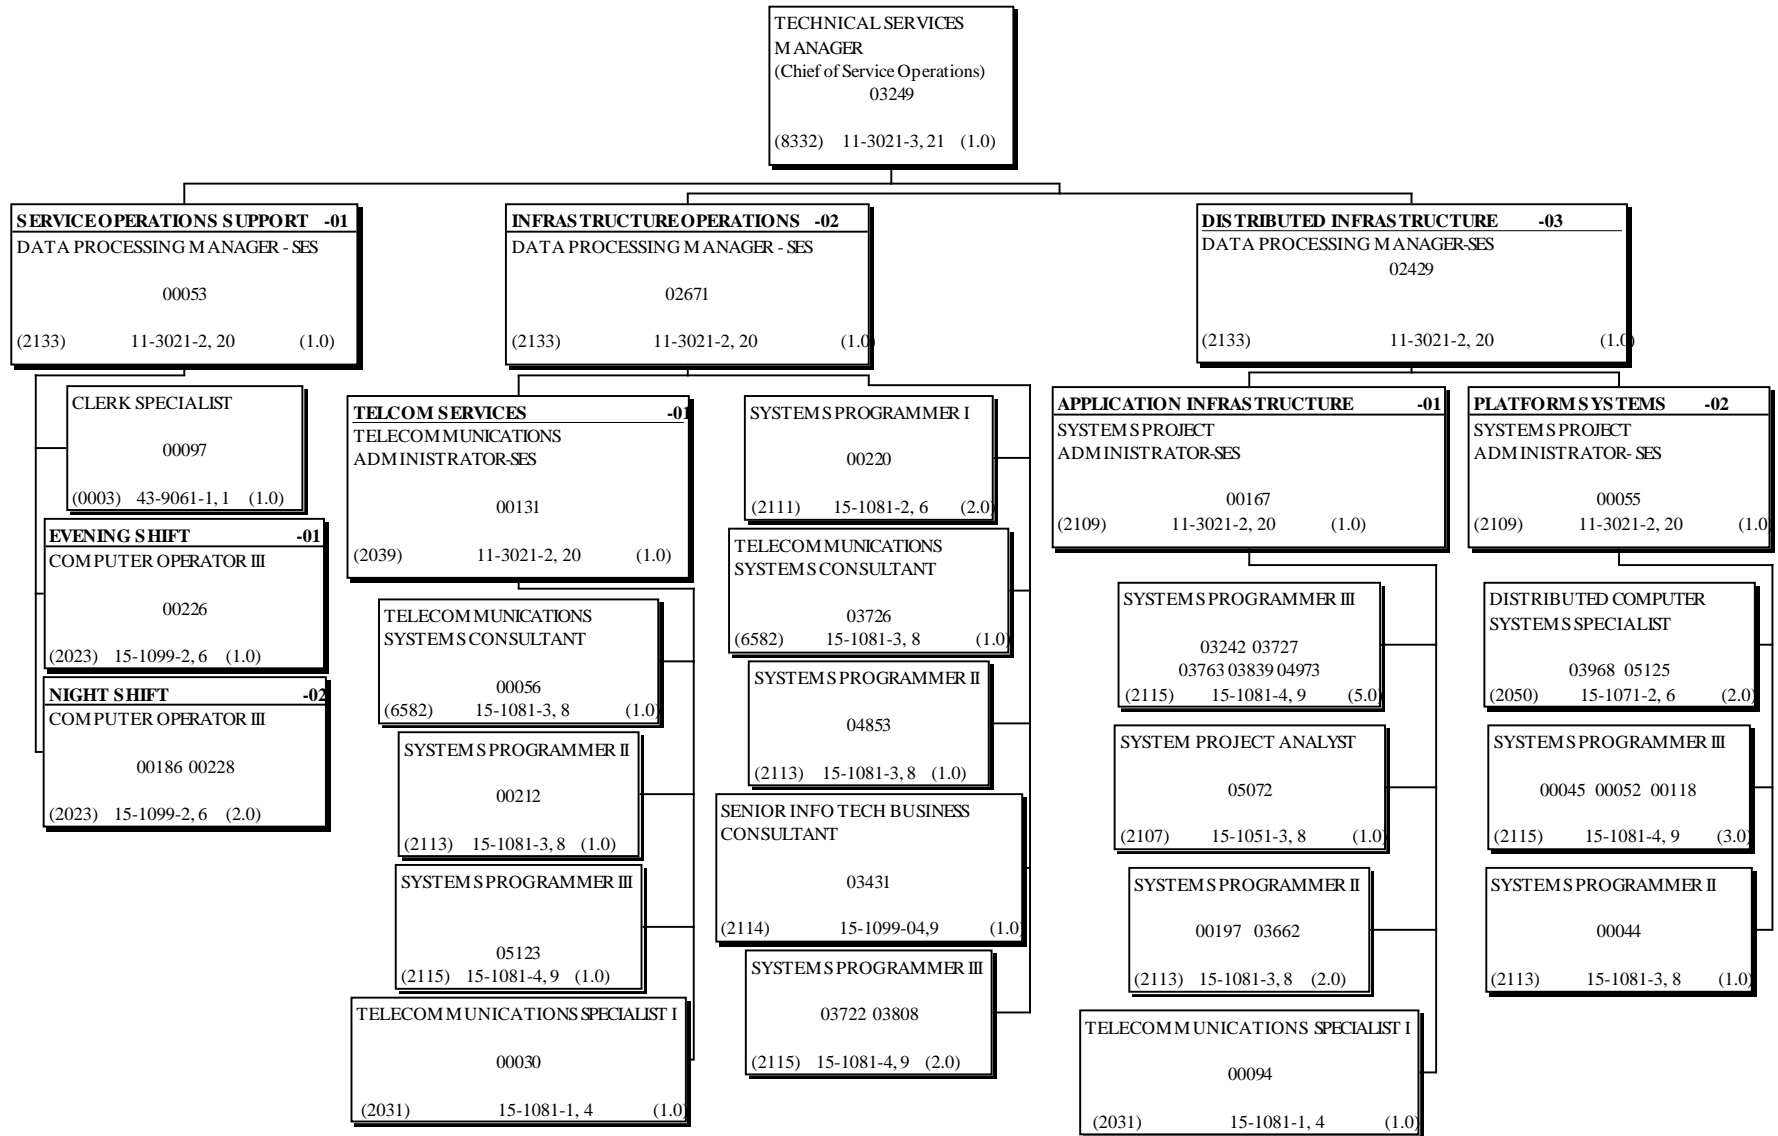 TECHNICAL SERVICES
MANAGER
(Chief of Service Operations)
03249
(8332) 11-3021-3, 21 (1.0)
SERVICE OPERATIONS SUPPORT -01
DATA PROCESSING MANAGER - SES
00053
(2133) 11-3021-2, 20 (1.0)
CLERK SPECIALIST
00097
(0003) 43-9061-1, 1 (1.0)
EVENING SHIFT -01
COMPUTER OPERATOR III
00226
(2023) 15-1099-2, 6 (1.0)
NIGHT SHIFT -02
COMPUTER OPERATOR III
00186 00228
(2023) 15-1099-2, 6 (2.0)
INFRASTRUCTURE OPERATIONS -02
DATA PROCESSING MANAGER - SES
02671
(2133) 11-3021-2, 20 (1.0)
TELCOM SERVICES -01
TELECOMMUNICATIONS
ADMINISTRATOR-SES
00131
(2039) 11-3021-2, 20 (1.0)
TELECOMMUNICATIONS
SYSTEMS CONSULTANT
00056
(6582) 15-1081-3, 8 (1.0)
SYSTEMS PROGRAMMER II
00212
(2113) 15-1081-3, 8 (1.0)
SYSTEMS PROGRAMMER III
05123
(2115) 15-1081-4, 9 (1.0)
TELECOMMUNICATIONS SPECIALIST I
00030
(2031) 15-1081-1, 4 (1.0)
SYSTEMS PROGRAMMER I
00220
(2111) 15-1081-2, 6 (2.0)
TELECOMMUNICATIONS
SYSTEMS CONSULTANT
03726
(6582) 15-1081-3, 8 (1.0)
SYSTEMS PROGRAMMER II
04853
(2113) 15-1081-3, 8 (1.0)
SENIOR INFO TECH BUSINESS
CONSULTANT
03431
(2114) 15-1099-04,9 (1.0)
SYSTEMS PROGRAMMER III
03722 03808
(2115) 15-1081-4, 9 (2.0)
DISTRIBUTED INFRASTRUCTURE -03
DATA PROCESSING MANAGER-SES
02429
(2133) 11-3021-2, 20 (1.0)
APPLICATION INFRASTRUCTURE -01
SYSTEMS PROJECT
ADMINISTRATOR-SES
00167
(2109) 11-3021-2, 20 (1.0)
SYSTEMS PROGRAMMER III
03242 03727
03763 03839 04973
(2115) 15-1081-4, 9 (5.0)
SYSTEM PROJECT ANALYST
05072
(2107) 15-1051-3, 8 (1.0)
SYSTEMS PROGRAMMER II
00197 03662
(2113) 15-1081-3, 8 (2.0)
TELECOMMUNICATIONS SPECIALIST I
00094
(2031) 15-1081-1, 4 (1.0)
PLATFORM SYSTEMS -02
SYSTEMS PROJECT
ADMINISTRATOR- SES
00055
(2109) 11-3021-2, 20 (1.0)
DISTRIBUTED COMPUTER
SYSTEMS SPECIALIST
03968 05125
(2050) 15-1071-2, 6 (2.0)
SYSTEMS PROGRAMMER III
00045 00052 00118
(2115) 15-1081-4, 9 (3.0)
SYSTEMS PROGRAMMER II
00044
(2113) 15-1081-3, 8 (1.0)